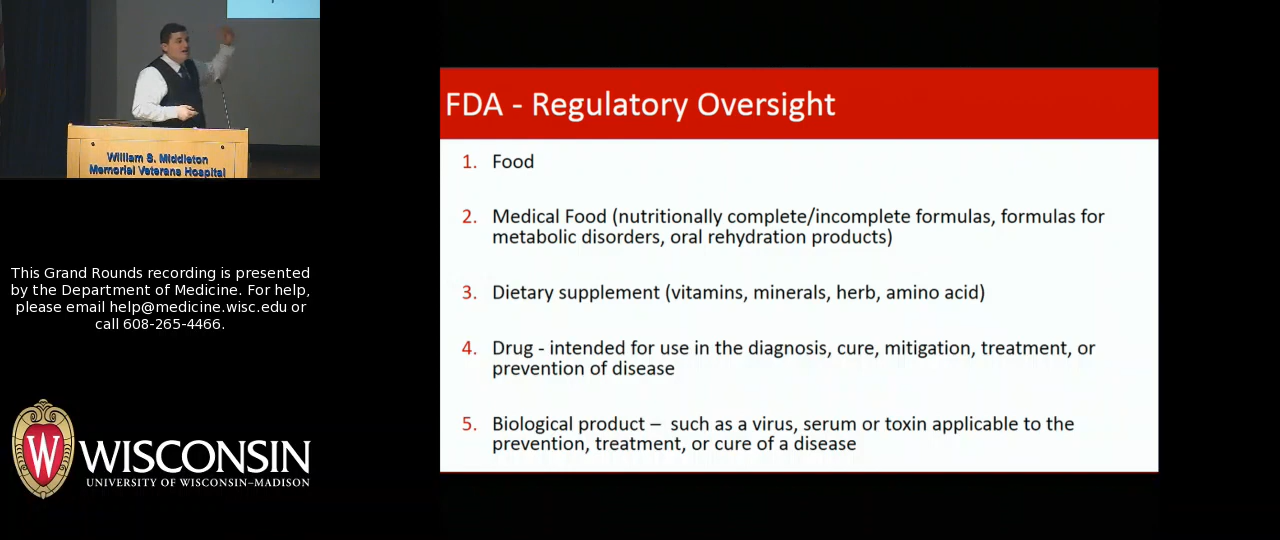 William S. Middleton
Memorial Veterans Hospital
This Grand Rounds recording is presented
by the Department of Medicine. For help,
please email help@medicine.wisc.edu or
call 608-265-4466.
W WISCONSIN
UNIVERSITY OF WISCONSIN–MADISON
FDA - Regulatory Oversight
1. Food
2. Medical Food (nutritionally complete/incomplete formulas, formulas for
metabolic disorders, oral rehydration products)
3. Dietary supplement (vitamins, minerals, herb, amino acid)
4. Drug - intended for use in the diagnosis, cure, mitigation, treatment, or
prevention of disease
5. Biological product – such as a virus, serum or toxin applicable to the
prevention, treatment, or cure of a disease